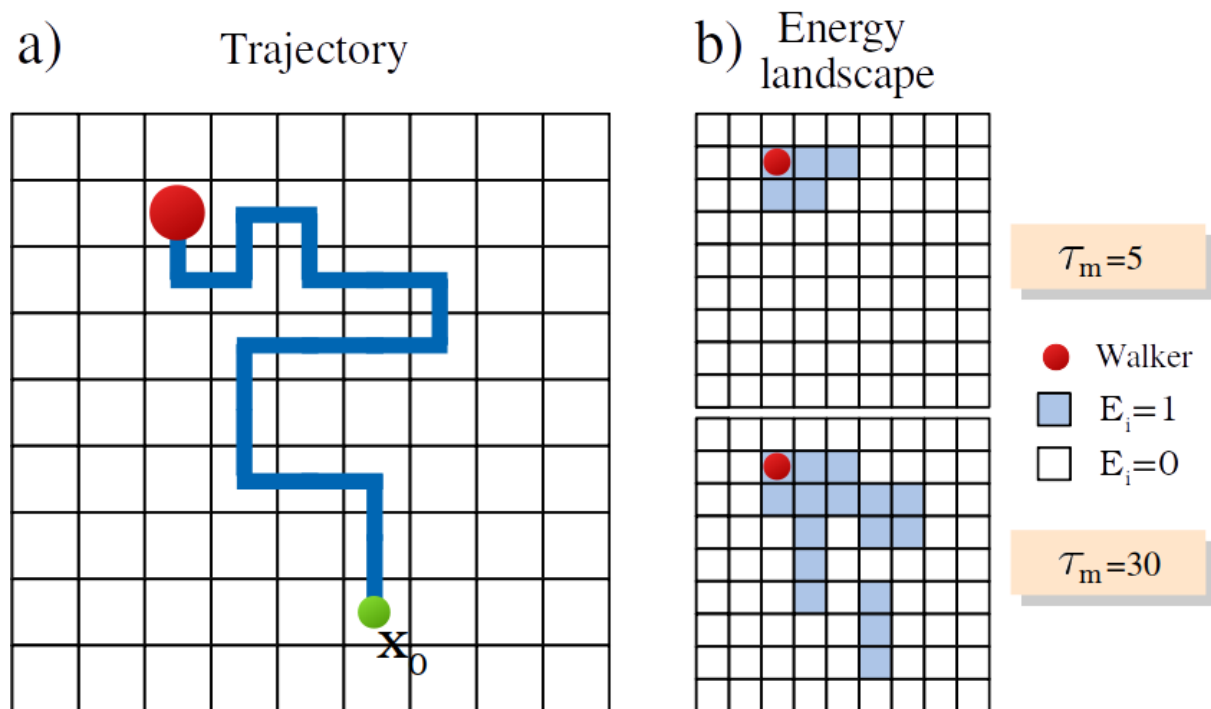 a)
Trajectory
x₀
b)
Energy
landscape
τₘ=5
Walker
Eᵢ=1
Eᵢ=0
τₘ=30